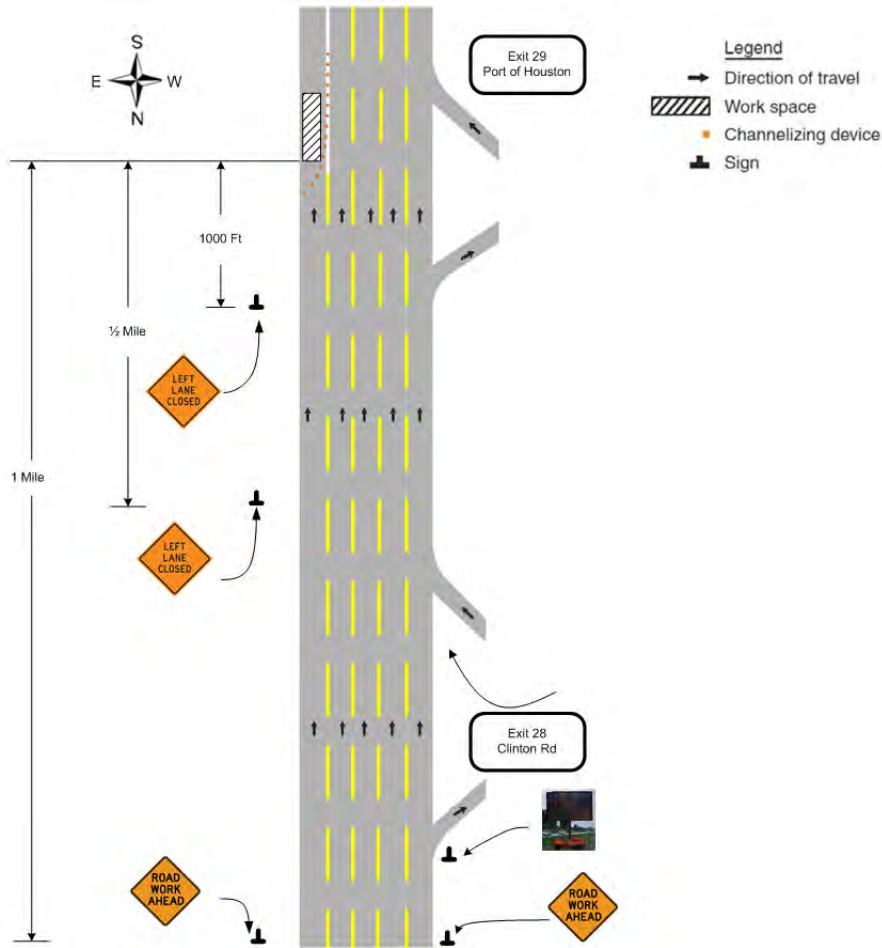 S
E
W
N
Exit 29
Port of Houston
Legend
Direction of travel
Work space
Channelizing device
Sign
1000 Ft
½ Mile
LEFT
LANE
CLOSED
1 Mile
LEFT
LANE
CLOSED
Exit 28
Clinton Rd
ROAD
WORK
AHEAD
ROAD
WORK
AHEAD